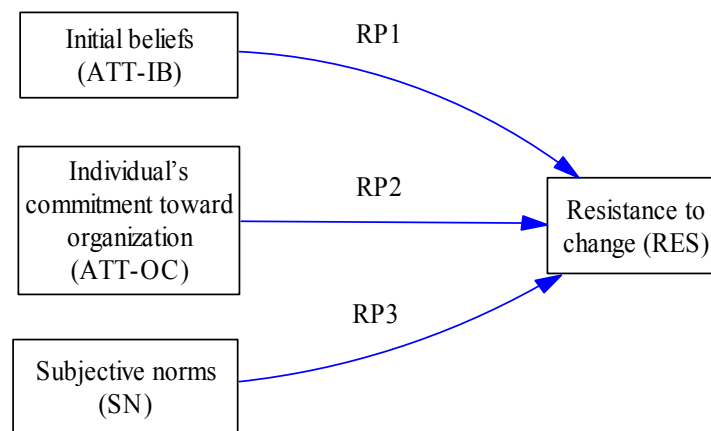 Initial beliefs
(ATT-IB)
RP1
Individual’s
commitment toward
organization
(ATT-OC)
RP2
Resistance to
change (RES)
RP3
Subjective norms
(SN)